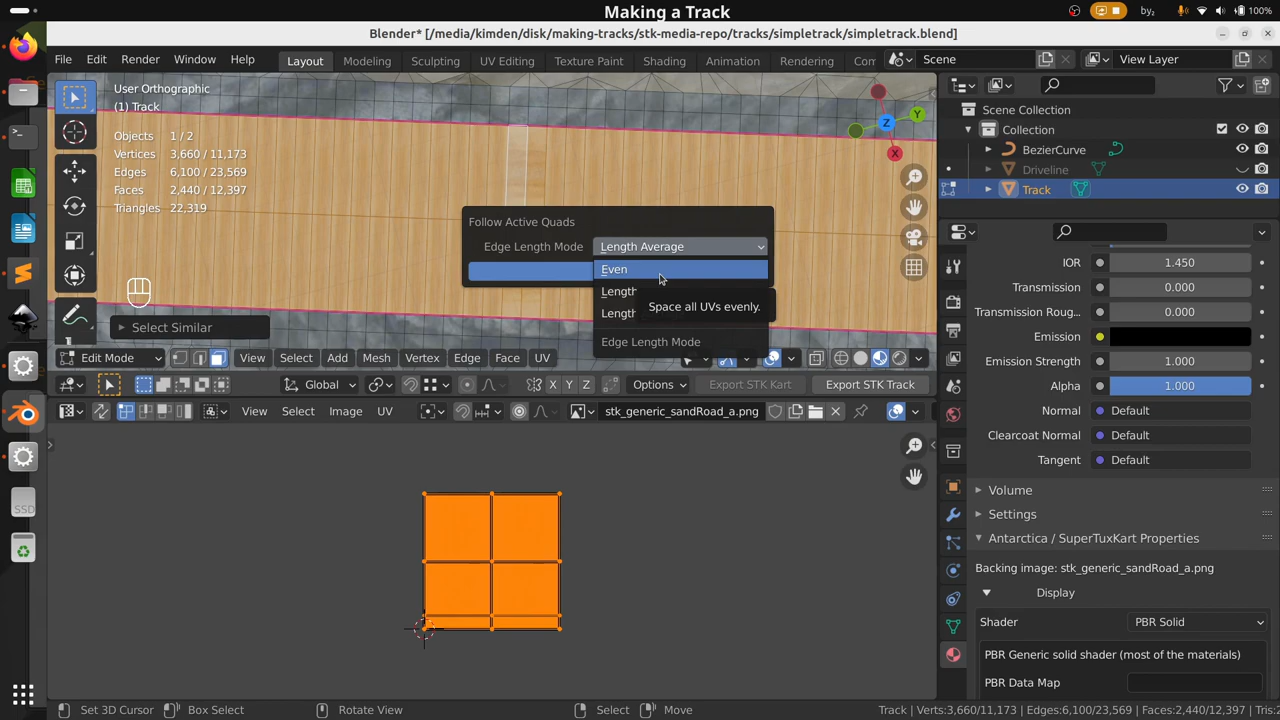 Making a Track
by₂
100%
Blender* [/media/kimden/disk/making-tracks/stk-media-repo/tracks/simpletrack/simpletrack.blend]
File Edit Render Window Help Layout Modeling Sculpting UV Editing Texture Paint Shading Animation Rendering Com Scene View Layer
User Orthographic
(1) Track
Objects 1 / 2
Vertices 3,660 / 11,173
Edges 6,100 / 23,569
Faces 2,440 / 12,397
Triangles 22,319
Y
Z
X
Follow Active Quads
Edge Length Mode Length Average
Even
Length
Length
Space all UVs evenly.
Edge Length Mode
Select Similar
Edit Mode View Select Add Mesh Vertex Edge Face UV
Global X Y Z Options Export STK Kart Export STK Track
View Select Image UV stk_generic_sandRoad_a.png
Scene Collection
Collection
BezierCurve
Driveline
Track
IOR 1.450
Transmission 0.000
Transmission Roug... 0.000
Emission
Emission Strength 1.000
Alpha 1.000
Normal Default
Clearcoat Normal Default
Tangent Default
Volume
Settings
Antarctica / SuperTuxKart Properties
Backing image: stk_generic_sandRoad_a.png
Display
Shader PBR Solid
PBR Generic solid shader (most of the materials)
PBR Data Map
SSD
Set 3D Cursor Box Select Rotate View Select Move Track | Verts:3,660/11,173 | Edges:6,100/23,569 | Faces:2,440/12,397 | Tris:2